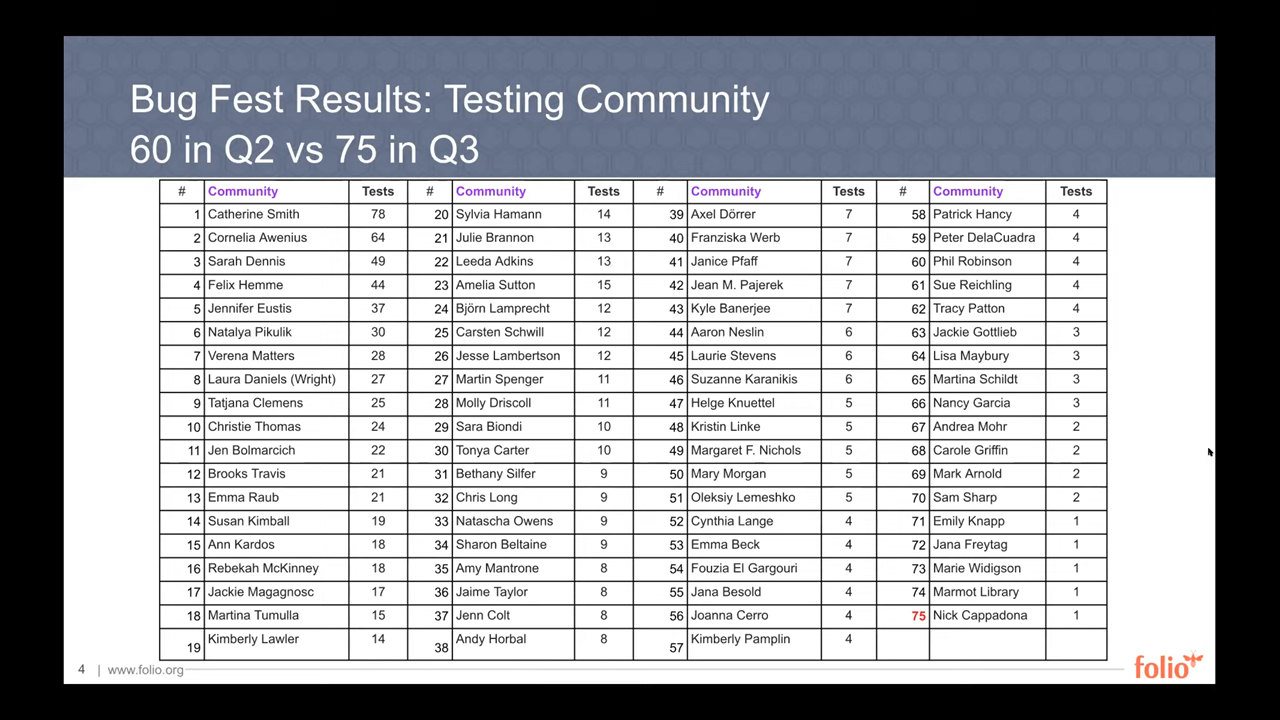 Bug Fest Results: Testing Community
60 in Q2 vs 75 in Q3
# Community Tests # Community Tests # Community Tests # Community Tests
1 Catherine Smith 78 20 Sylvia Hamann 14 39 Axel Dörrer 7 58 Patrick Hancy 4
2 Cornelia Awenius 64 21 Julie Brannon 13 40 Franziska Werb 7 59 Peter DelaCuadra 4
3 Sarah Dennis 49 22 Leeda Adkins 13 41 Janice Pfaff 7 60 Phil Robinson 4
4 Felix Hemme 44 23 Amelia Sutton 15 42 Jean M. Pajerek 7 61 Sue Reichling 4
5 Jennifer Eustis 37 24 Björn Lamprecht 12 43 Kyle Banerjee 7 62 Tracy Patton 4
6 Natalya Pikulik 30 25 Carsten Schwill 12 44 Aaron Neslin 6 63 Jackie Gottlieb 3
7 Verena Matters 28 26 Jesse Lambertson 12 45 Laurie Stevens 6 64 Lisa Maybury 3
8 Laura Daniels (Wright) 27 27 Martin Spenger 11 46 Suzanne Karanikis 6 65 Martina Schildt 3
9 Tatjana Clemens 25 28 Molly Driscoll 11 47 Helge Knuettel 5 66 Nancy Garcia 3
10 Christie Thomas 24 29 Sara Biondi 10 48 Kristin Linke 5 67 Andrea Mohr 2
11 Jen Bolmarcich 22 30 Tonya Carter 10 49 Margaret F. Nichols 5 68 Carole Griffin 2
12 Brooks Travis 21 31 Bethany Silfer 9 50 Mary Morgan 5 69 Mark Arnold 2
13 Emma Raub 21 32 Chris Long 9 51 Oleksiy Lemeshko 5 70 Sam Sharp 2
14 Susan Kimball 19 33 Natascha Owens 9 52 Cynthia Lange 4 71 Emily Knapp 1
15 Ann Kardos 18 34 Sharon Beltaine 9 53 Emma Beck 4 72 Jana Freytag 1
16 Rebekah McKinney 18 35 Amy Mantrone 8 54 Fouzia El Gargouri 4 73 Marie Widigson 1
17 Jackie Magagnosc 17 36 Jaime Taylor 8 55 Jana Besold 4 74 Marmot Library 1
18 Martina Tumulla 15 37 Jenn Colt 8 56 Joanna Cerro 4 75 Nick Cappadona 1
19 Kimberly Lawler 14 38 Andy Horbal 8 57 Kimberly Pamplin 4
4 | www.folio.org
folio